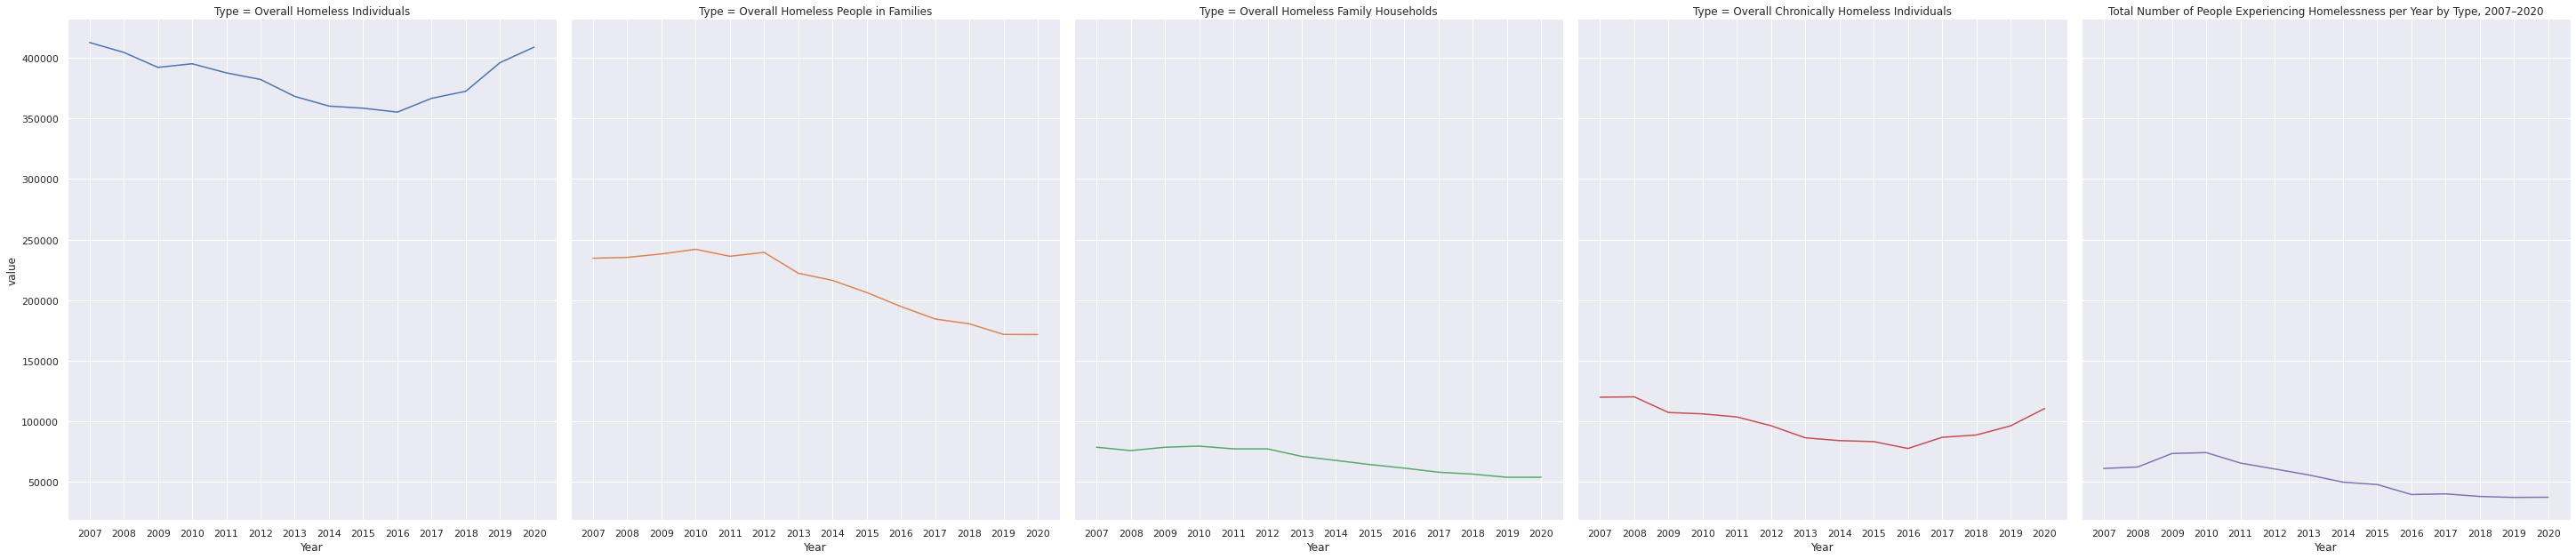 Type = Overall Homeless Individuals
Type = Overall Homeless People in Families
Type = Overall Homeless Family Households
Type = Overall Chronically Homeless Individuals
Total Number of People Experiencing Homelessness per Year by Type, 2007–2020
400000
350000
300000
250000
200000
150000
100000
50000
value
2007 2008 2009 2010 2011 2012 2013 2014 2015 2016 2017 2018 2019 2020
Year
2007 2008 2009 2010 2011 2012 2013 2014 2015 2016 2017 2018 2019 2020
Year
2007 2008 2009 2010 2011 2012 2013 2014 2015 2016 2017 2018 2019 2020
Year
2007 2008 2009 2010 2011 2012 2013 2014 2015 2016 2017 2018 2019 2020
Year
2007 2008 2009 2010 2011 2012 2013 2014 2015 2016 2017 2018 2019 2020
Year